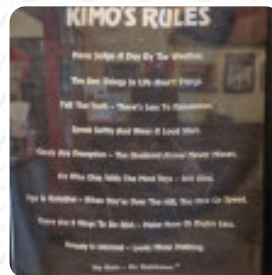 KIMO'S RULES
Never Judge A Day By The Weather.
The Best Things In Life Aren't Things.
Tell The Truth - There's Less To Remember.
Speak Softly And Wear A Loud Shirt.
Goals Are Deceptive - The Unaimed Arrow Never Misses.
He Who Dies With The Most Toys - Still Dies.
Age Is Relative - When You're Over The Hill, You Pick Up Speed.
There Are 2 Ways To Be Rich - Make More Or Desire Less.
Beauty Is Internal - Looks Mean Nothing.
No Rain - No Rainbows.